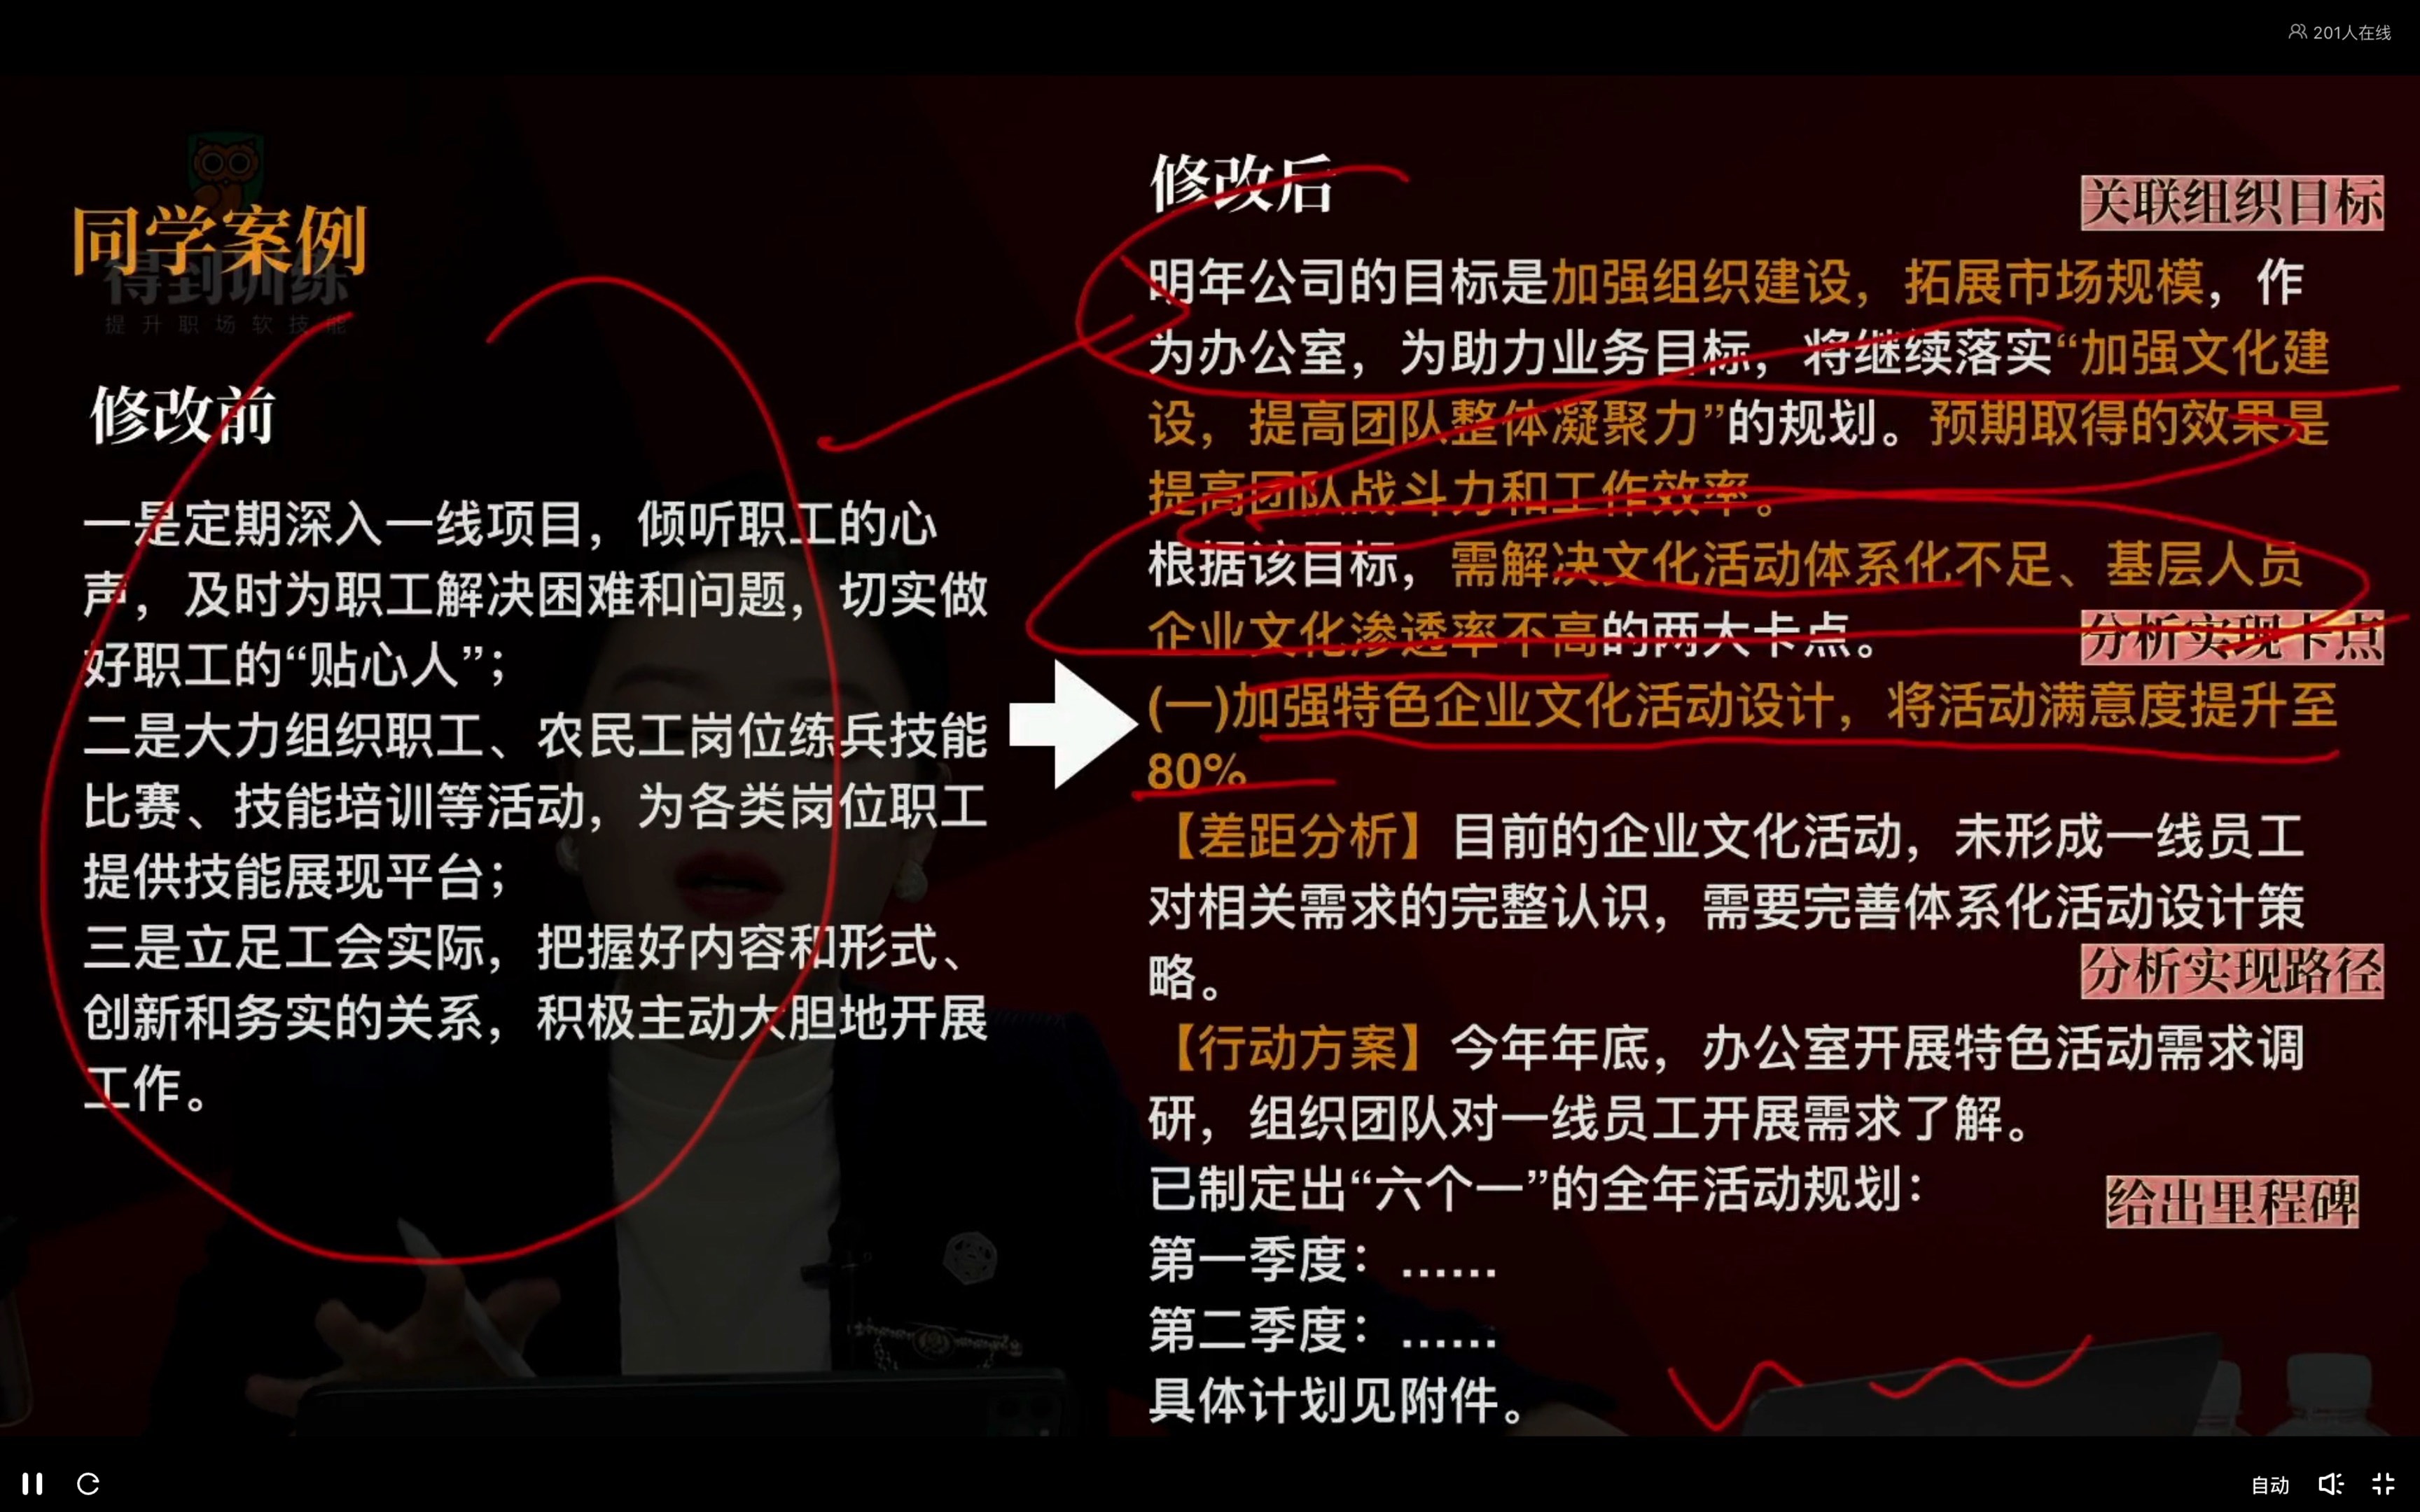 201人在线
同学案例
得到训练
提升职场软技能
修改前
一是定期深入一线项目，倾听职工的心
声，及时为职工解决困难和问题，切实做
好职工的“贴心人”；
二是大力组织职工、农民工岗位练兵技能
比赛、技能培训等活动，为各类岗位职工
提供技能展现平台；
三是立足工会实际，把握好内容和形式、
创新和务实的关系，积极主动大胆地开展
工作。
修改后
关联组织目标
明年公司的目标是加强组织建设，拓展市场规模，作
为办公室，为助力业务目标，将继续落实“加强文化建
设，提高团队整体凝聚力”的规划。预期取得的效果是
提高团队战斗力和工作效率。
根据该目标，需解决文化活动体系化不足、基层人员
企业文化渗透率不高的两大卡点。
分析实现卡点
(一)加强特色企业文化活动设计，将活动满意度提升至
80%
【差距分析】目前的企业文化活动，未形成一线员工
对相关需求的完整认识，需要完善体系化活动设计策
略。
分析实现路径
【行动方案】今年年底，办公室开展特色活动需求调
研，组织团队对一线员工开展需求了解。
已制定出“六个一”的全年活动规划：
给出里程碑
第一季度：……
第二季度：……
具体计划见附件。
自动